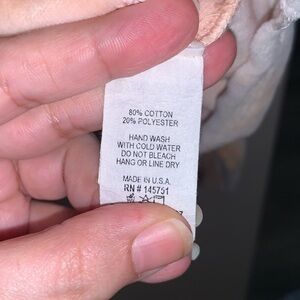 80% COTTON
20% POLYESTER
HAND WASH
WITH COLD WATER
DO NOT BLEACH
HANG OR LINE DRY
MADE IN U.S.A.
RN # 145751